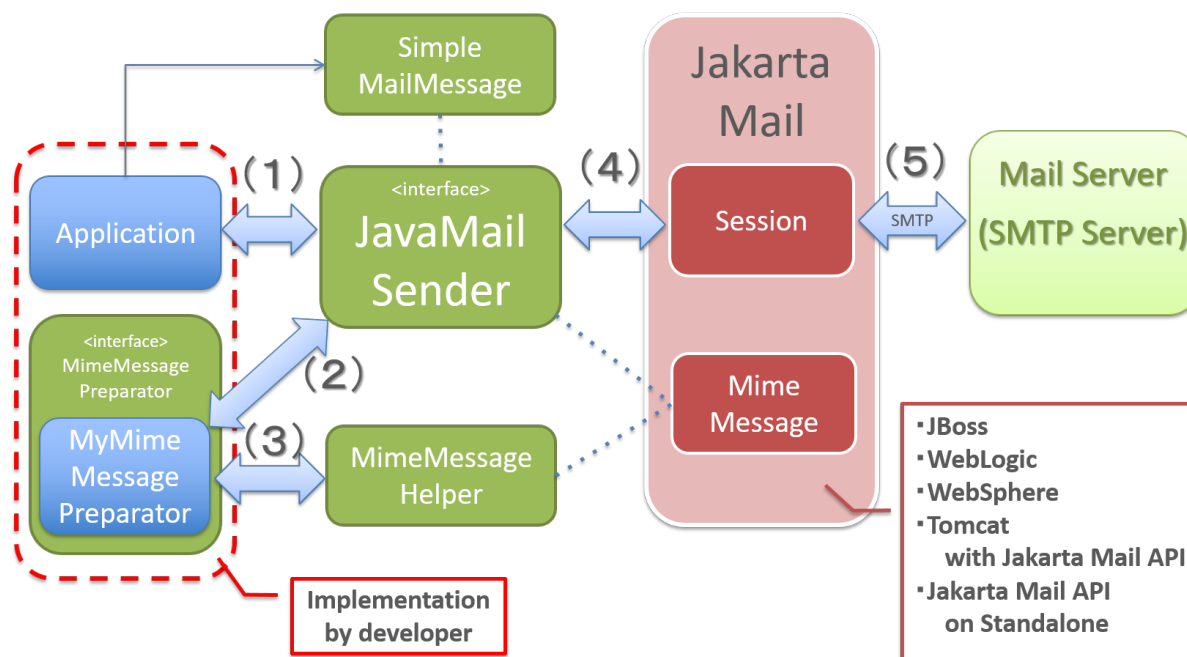 Simple
MailMessage
Jakarta
Mail
(1)
(4)
(5)
Application
<interface>
JavaMail
Sender
Session
SMTP
Mail Server
(SMTP Server)
<interface>
MimeMessage
Preparator
(2)
Mime
Message
MyMime
Message
Preparator
(3)
MimeMessage
Helper
・JBoss
・WebLogic
・WebSphere
・Tomcat
with Jakarta Mail API
・Jakarta Mail API
on Standalone
Implementation
by developer